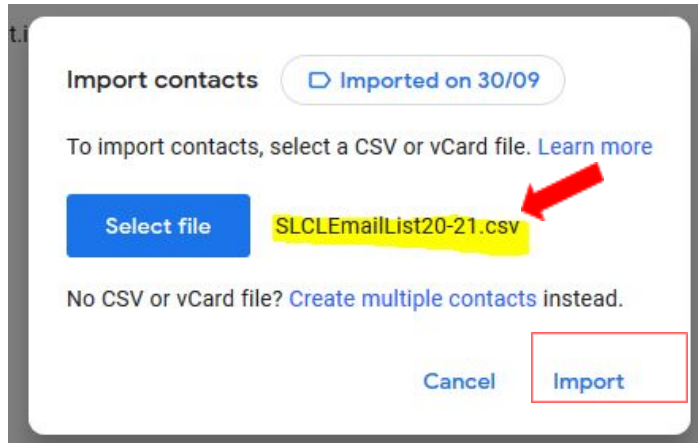 t.i
Import contacts Imported on 30/09
To import contacts, select a CSV or vCard file. Learn more
Select file SLCLEmailList20-21.csv
No CSV or vCard file? Create multiple contacts instead.
Cancel Import